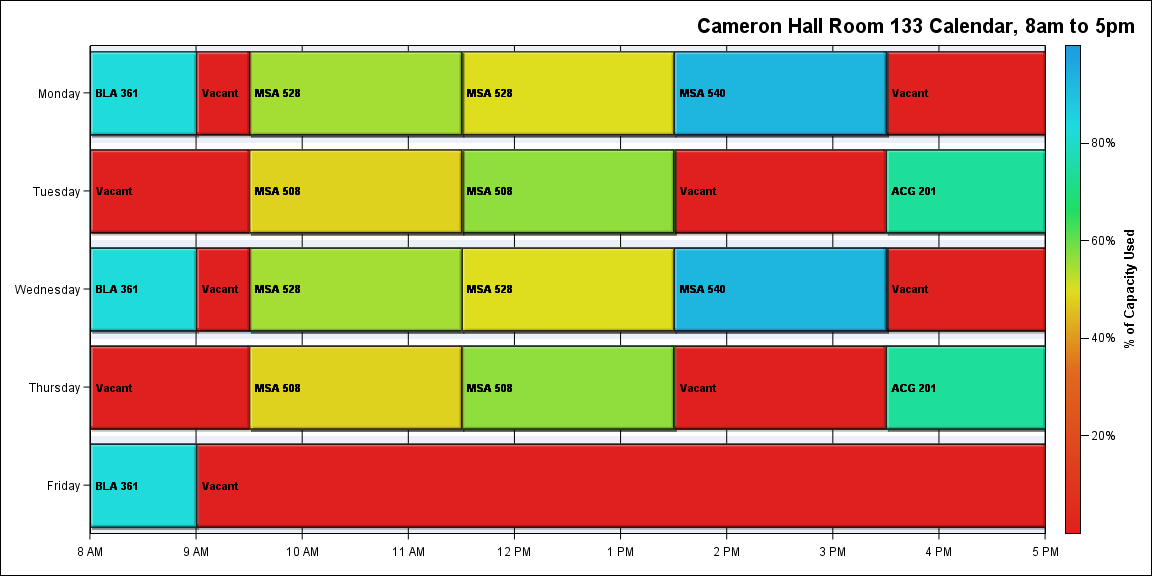 Cameron Hall Room 133 Calendar, 8am to 5pm
Monday
BLA 361
Vacant
MSA 528
MSA 528
MSA 540
Vacant
Tuesday
Vacant
MSA 508
MSA 508
Vacant
ACG 201
Wednesday
BLA 361
Vacant
MSA 528
MSA 528
MSA 540
Vacant
Thursday
Vacant
MSA 508
MSA 508
Vacant
ACG 201
Friday
BLA 361
Vacant
8 AM
9 AM
10 AM
11 AM
12 PM
1 PM
2 PM
3 PM
4 PM
5 PM
80%
60%
40%
20%
% of Capacity Used